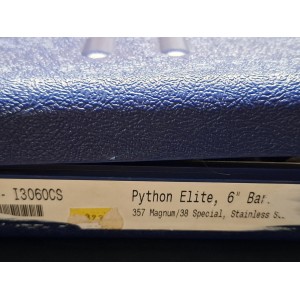 - I3060CS
Python Elite, 6" Bar.
357 Magnum/38 Special, Stainless S..